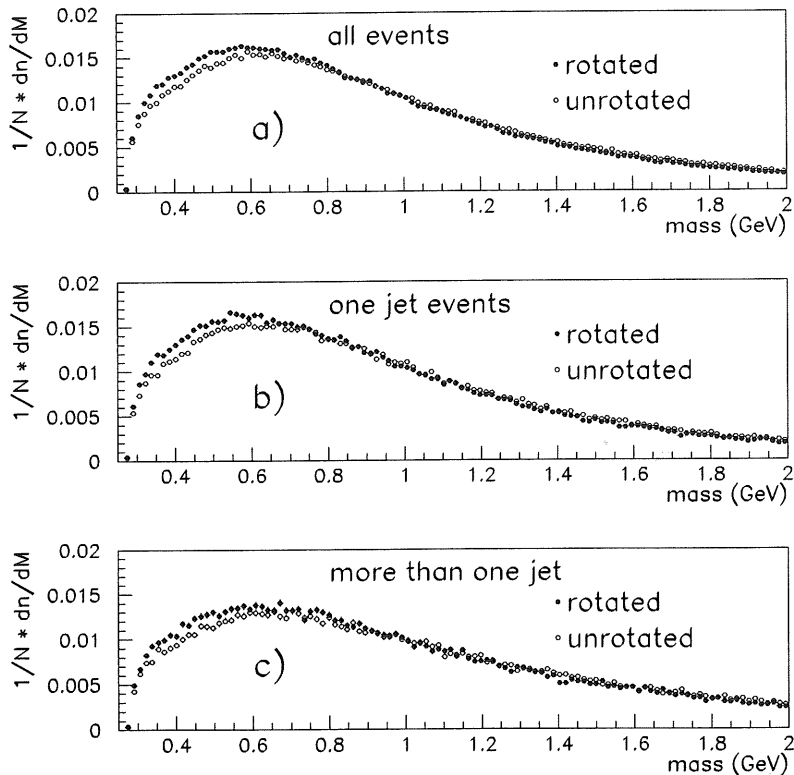 0.02
all events
1/N * dn/dM
0.015
• rotated
0.01
○ unrotated
a)
0.005
0
0.4 0.6 0.8 1 1.2 1.4 1.6 1.8 2
mass (GeV)
0.02
one jet events
1/N * dn/dM
0.015
• rotated
0.01
○ unrotated
b)
0.005
0
0.4 0.6 0.8 1 1.2 1.4 1.6 1.8 2
mass (GeV)
0.02
more than one jet
1/N * dn/dM
0.015
• rotated
0.01
○ unrotated
c)
0.005
0
0.4 0.6 0.8 1 1.2 1.4 1.6 1.8 2
mass (GeV)